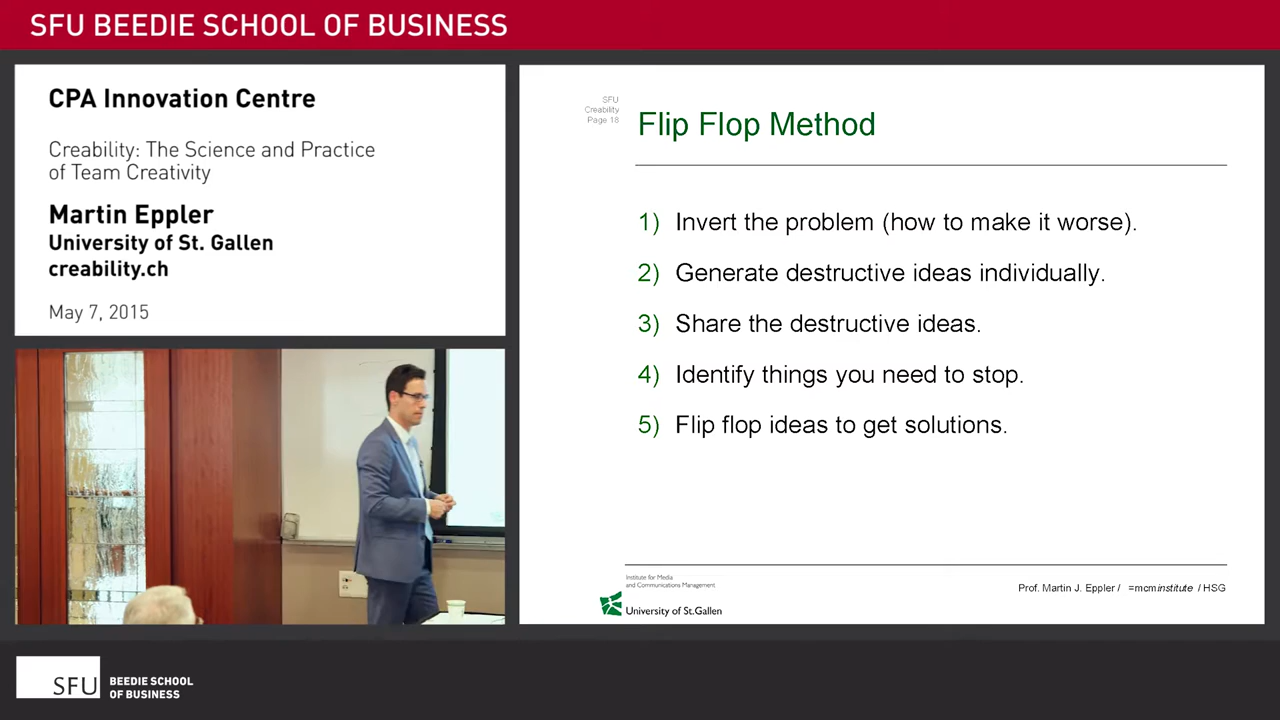 SFU BEEDIE SCHOOL OF BUSINESS
CPA Innovation Centre
Creability: The Science and Practice
of Team Creativity
Martin Eppler
University of St. Gallen
creability.ch
May 7, 2015
SFU
Creability
Page 18
Flip Flop Method
1) Invert the problem (how to make it worse).
2) Generate destructive ideas individually.
3) Share the destructive ideas.
4) Identify things you need to stop.
5) Flip flop ideas to get solutions.
Institute for Media
and Communications Management
University of St.Gallen
Prof. Martin J. Eppler / =mcminstitute / HSG
SFU
BEEDIE SCHOOL
OF BUSINESS